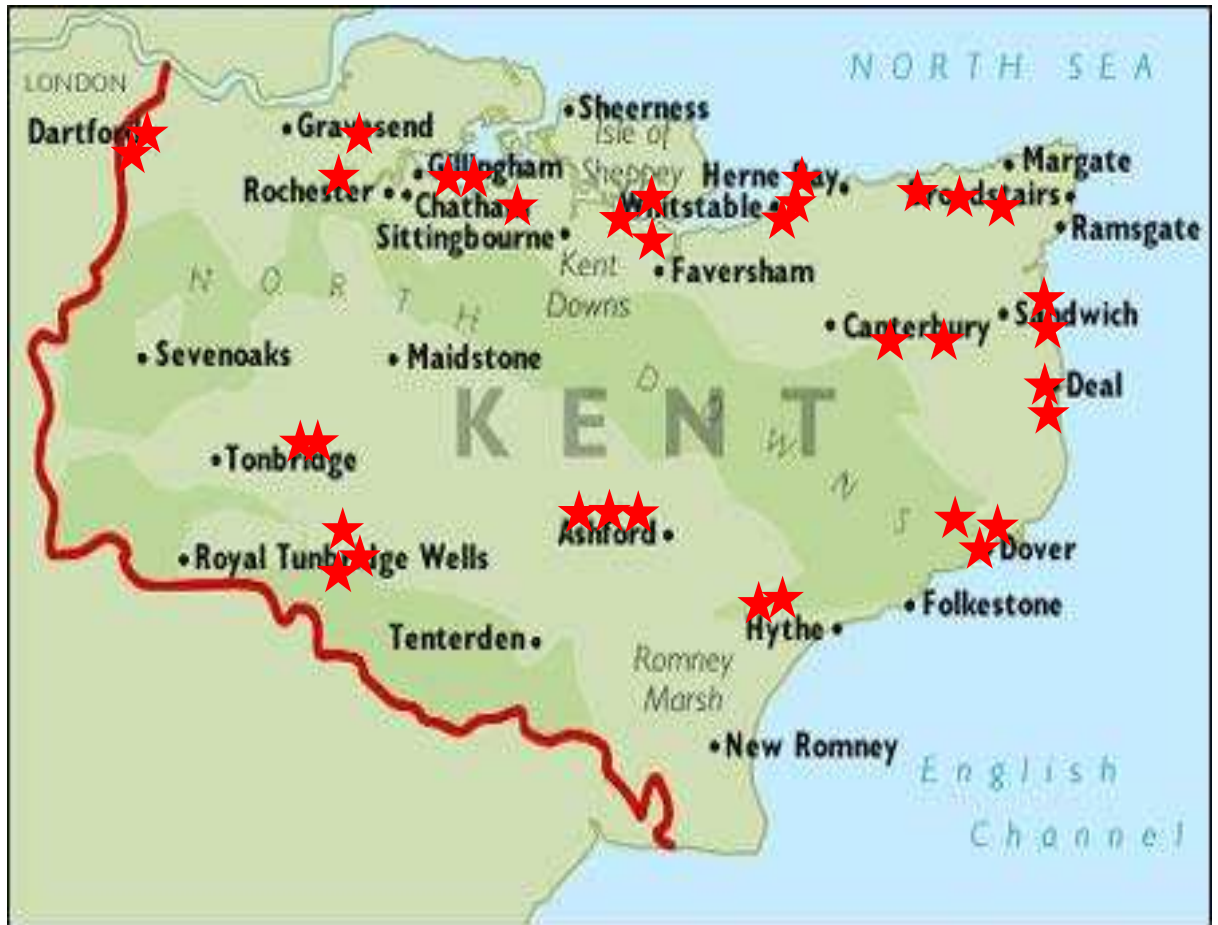 NORTH SEA
LONDON
Sheerness
Dartford
Gravesend
Isle of
Sheppey
Margate
Gillingham
Herne Bay
Rochester
Chatham
Whitstable
Broadstairs
Sittingbourne
Ramsgate
Kent
Downs
Faversham
NORTH
DOWNS
Sandwich
Canterbury
Sevenoaks
Maidstone
Deal
KENT
Tonbridge
Ashford
Dover
Royal Tunbridge Wells
Folkestone
Hythe
Tenterden
Romney
Marsh
New Romney
English
Channel